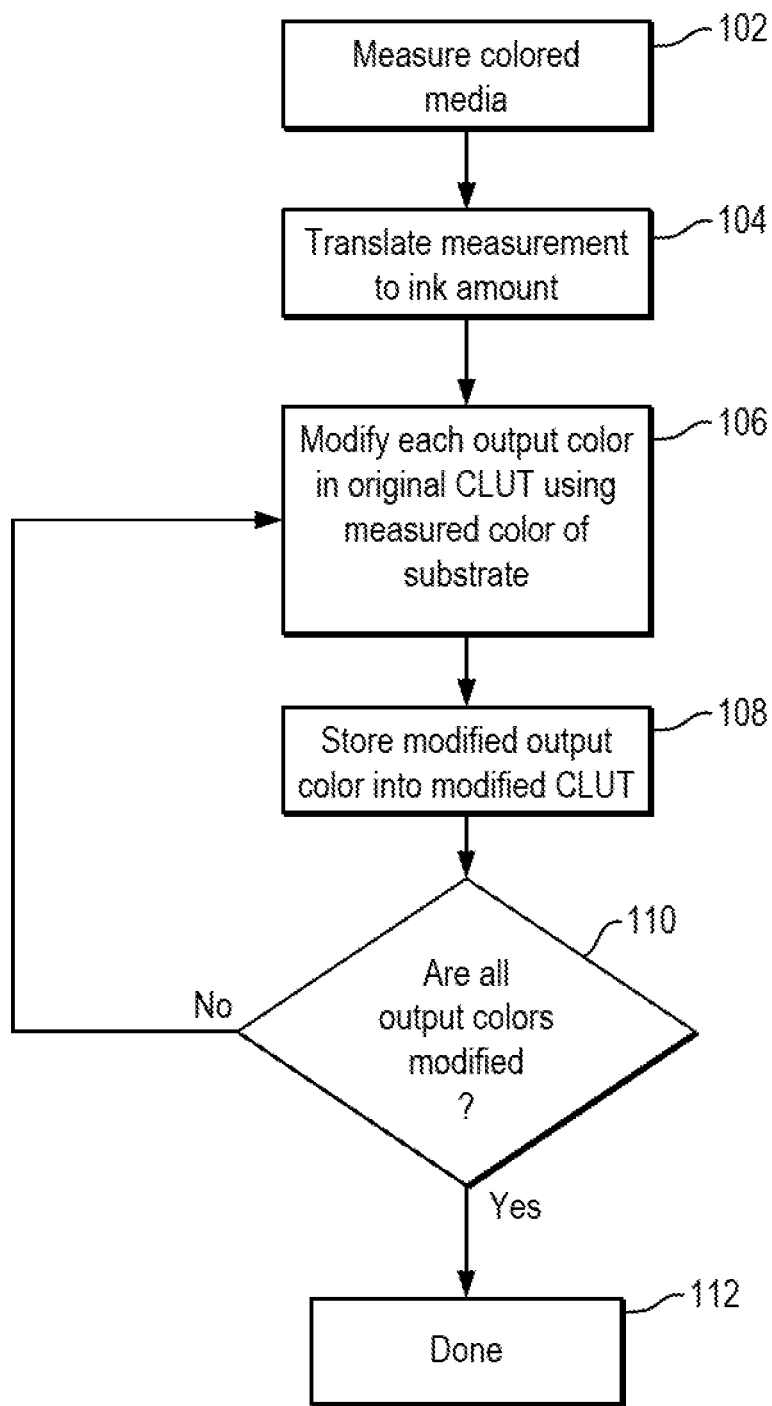 102
Measure colored
media
104
Translate measurement
to ink amount
106
Modify each output color
in original CLUT using
measured color of
substrate
108
Store modified output
color into modified CLUT
110
Are all
output colors
modified
?
No
Yes
112
Done